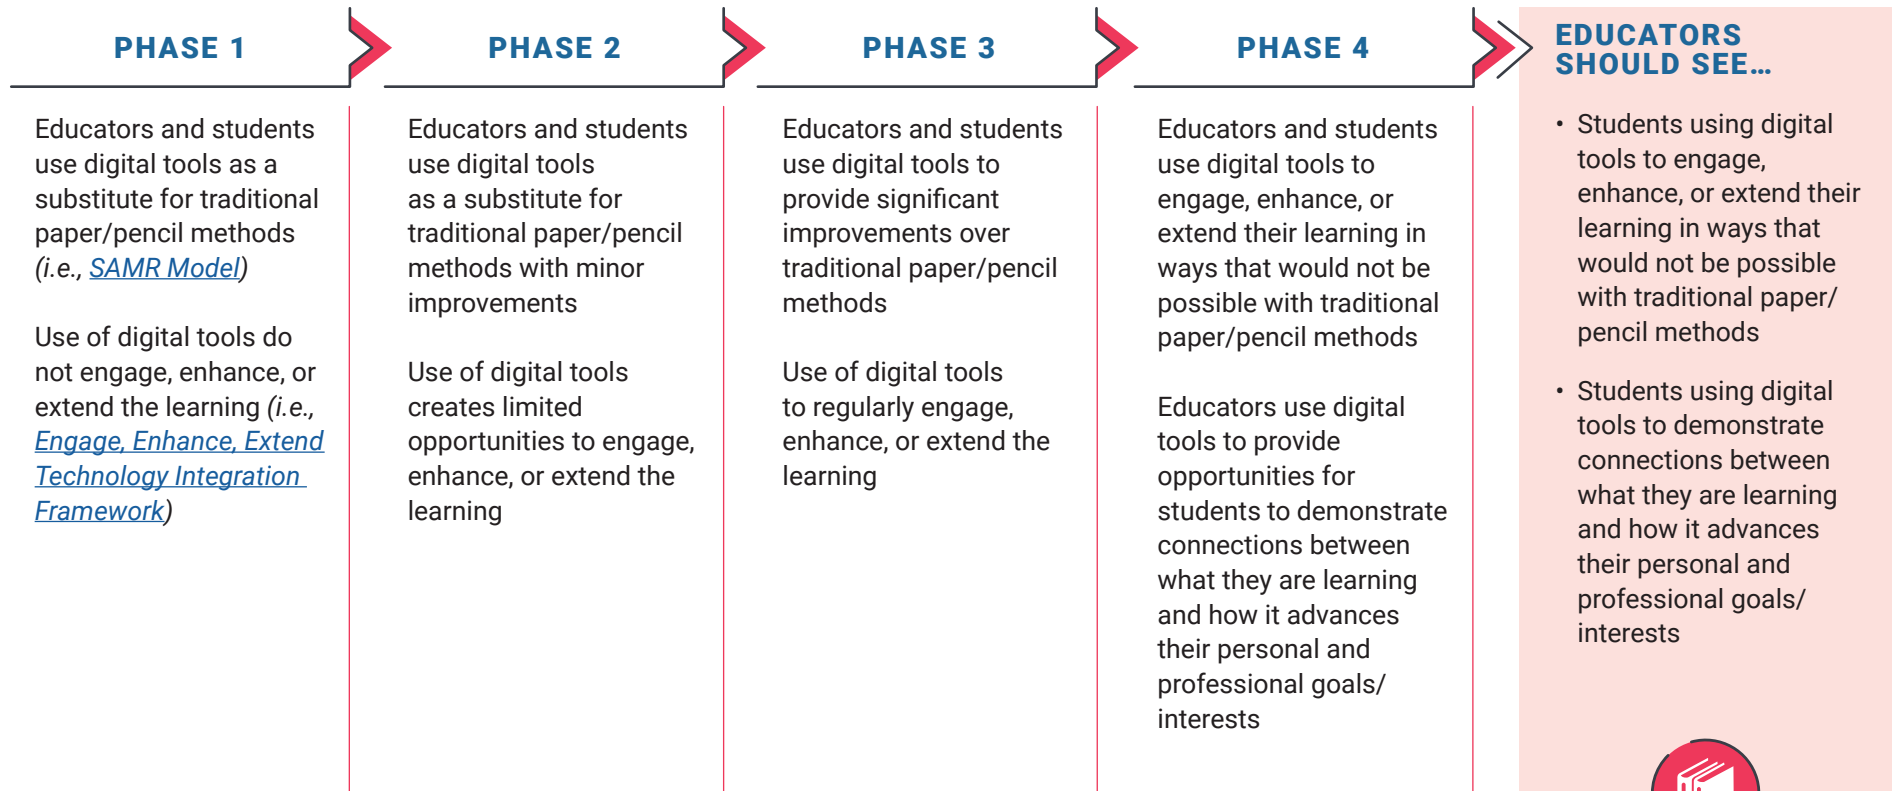 PHASE 1
Educators and students
use digital tools as a
substitute for traditional
paper/pencil methods
(i.e., SAMR Model)
Use of digital tools do
not engage, enhance, or
extend the learning (i.e.,
Engage, Enhance, Extend
Technology Integration
Framework)
PHASE 2
Educators and students
use digital tools
as a substitute for
traditional paper/pencil
methods with minor
improvements
Use of digital tools
creates limited
opportunities to engage,
enhance, or extend the
learning
PHASE 3
Educators and students
use digital tools to
provide significant
improvements over
traditional paper/pencil
methods
Use of digital tools
to regularly engage,
enhance, or extend the
learning
PHASE 4
Educators and students
use digital tools to
engage, enhance, or
extend their learning in
ways that would not be
possible with traditional
paper/pencil methods
Educators use digital
tools to provide
opportunities for
students to demonstrate
connections between
what they are learning
and how it advances
their personal and
professional goals/
interests
EDUCATORS
SHOULD SEE…
• Students using digital
tools to engage,
enhance, or extend their
learning in ways that
would not be possible
with traditional paper/
pencil methods
• Students using digital
tools to demonstrate
connections between
what they are learning
and how it advances
their personal and
professional goals/
interests